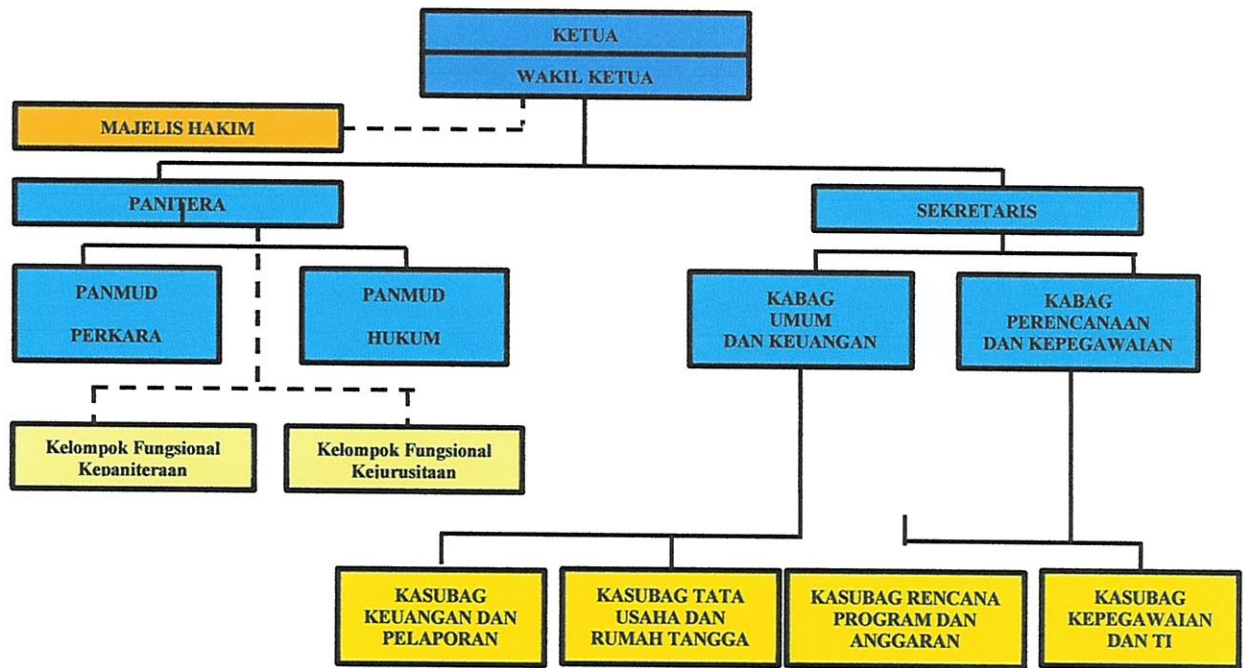 KETUA
WAKIL KETUA
MAJELIS HAKIM
PANITERA
SEKRETARIS
PANMUD
PERKARA
PANMUD
HUKUM
KABAG
UMUM
DAN KEUANGAN
KABAG
PERENCANAAN
DAN KEPEGAWAIAN
Kelompok Fungsional
Kepaniteraan
Kelompok Fungsional
Kejurusitaan
KASUBAG
KEUANGAN DAN
PELAPORAN
KASUBAG TATA
USAHA DAN
RUMAH TANGGA
KASUBAG RENCANA
PROGRAM DAN
ANGGARAN
KASUBAG
KEPEGAWAIAN
DAN TI